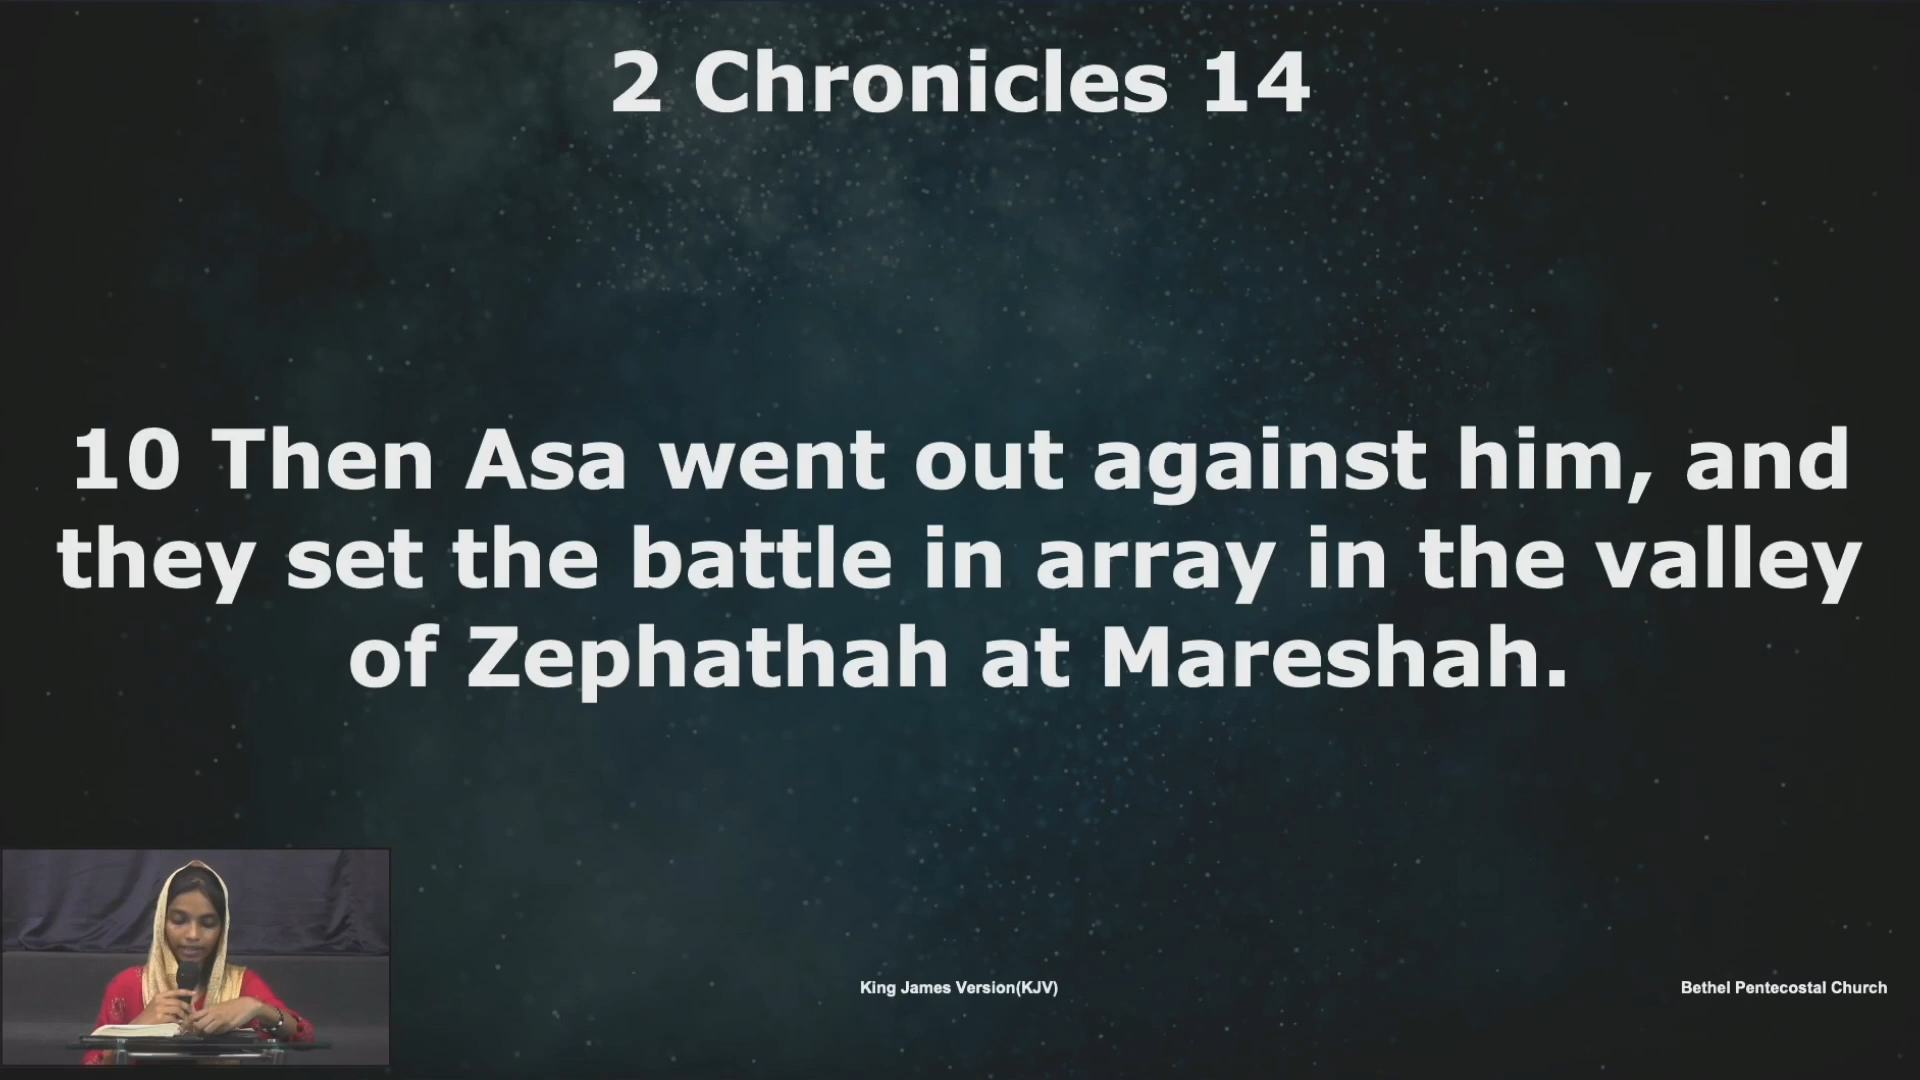 2 Chronicles 14
10 Then Asa went out against him, and
they set the battle in array in the valley
of Zephathah at Mareshah.
King James Version(KJV)
Bethel Pentecostal Church